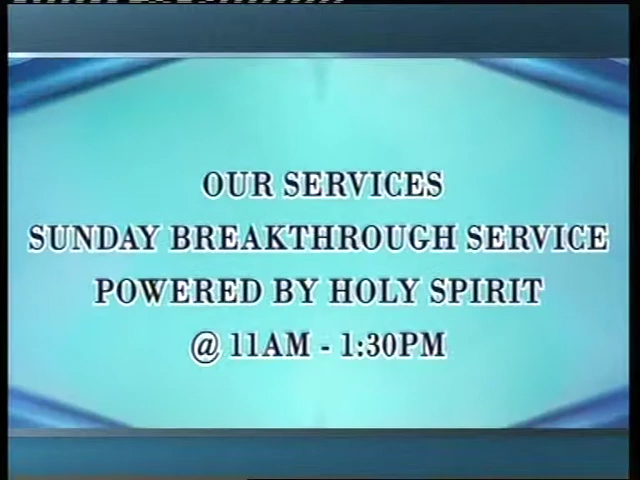 OUR SERVICES
SUNDAY BREAKTHROUGH SERVICE
POWERED BY HOLY SPIRIT
@ 11AM - 1:30PM